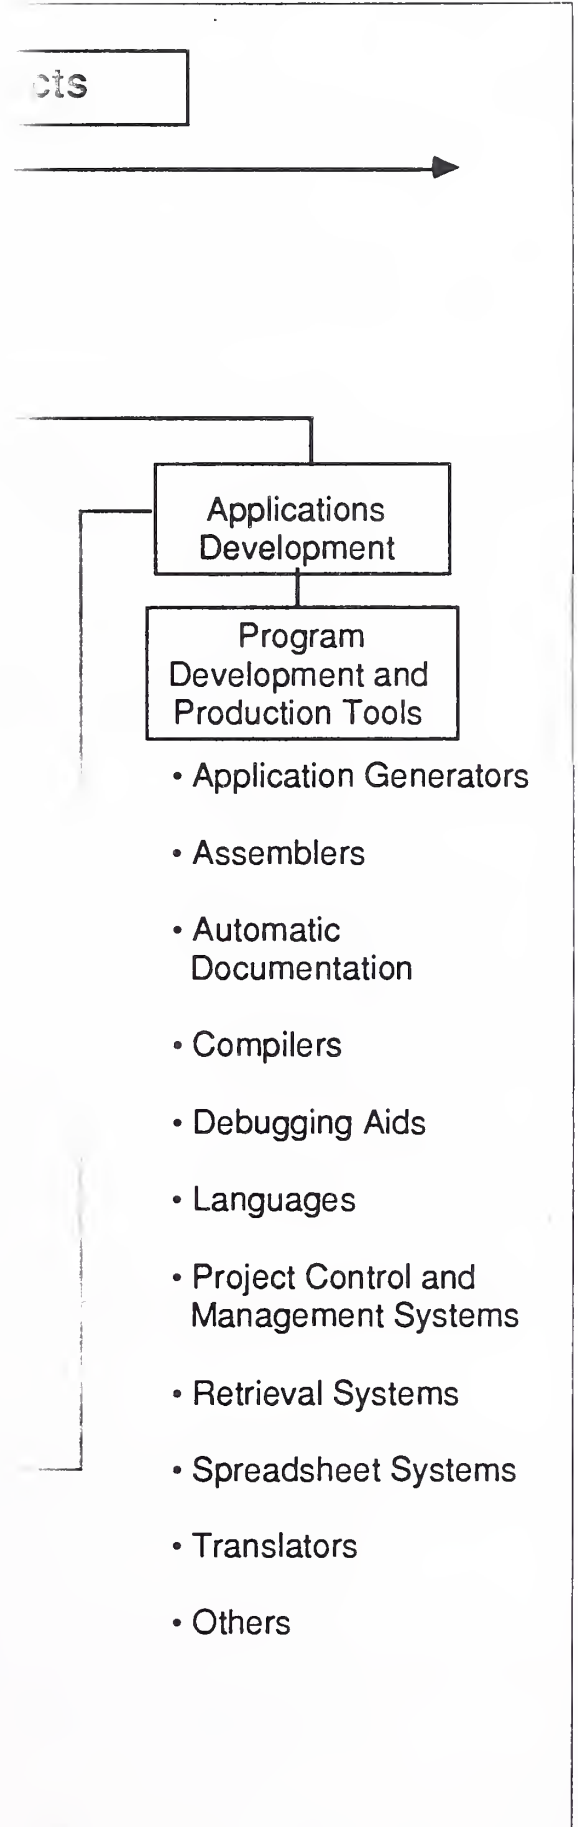 cts
Applications
Development
Program
Development and
Production Tools
• Application Generators
• Assemblers
• Automatic
Documentation
• Compilers
• Debugging Aids
• Languages
• Project Control and
Management Systems
• Retrieval Systems
• Spreadsheet Systems
• Translators
• Others